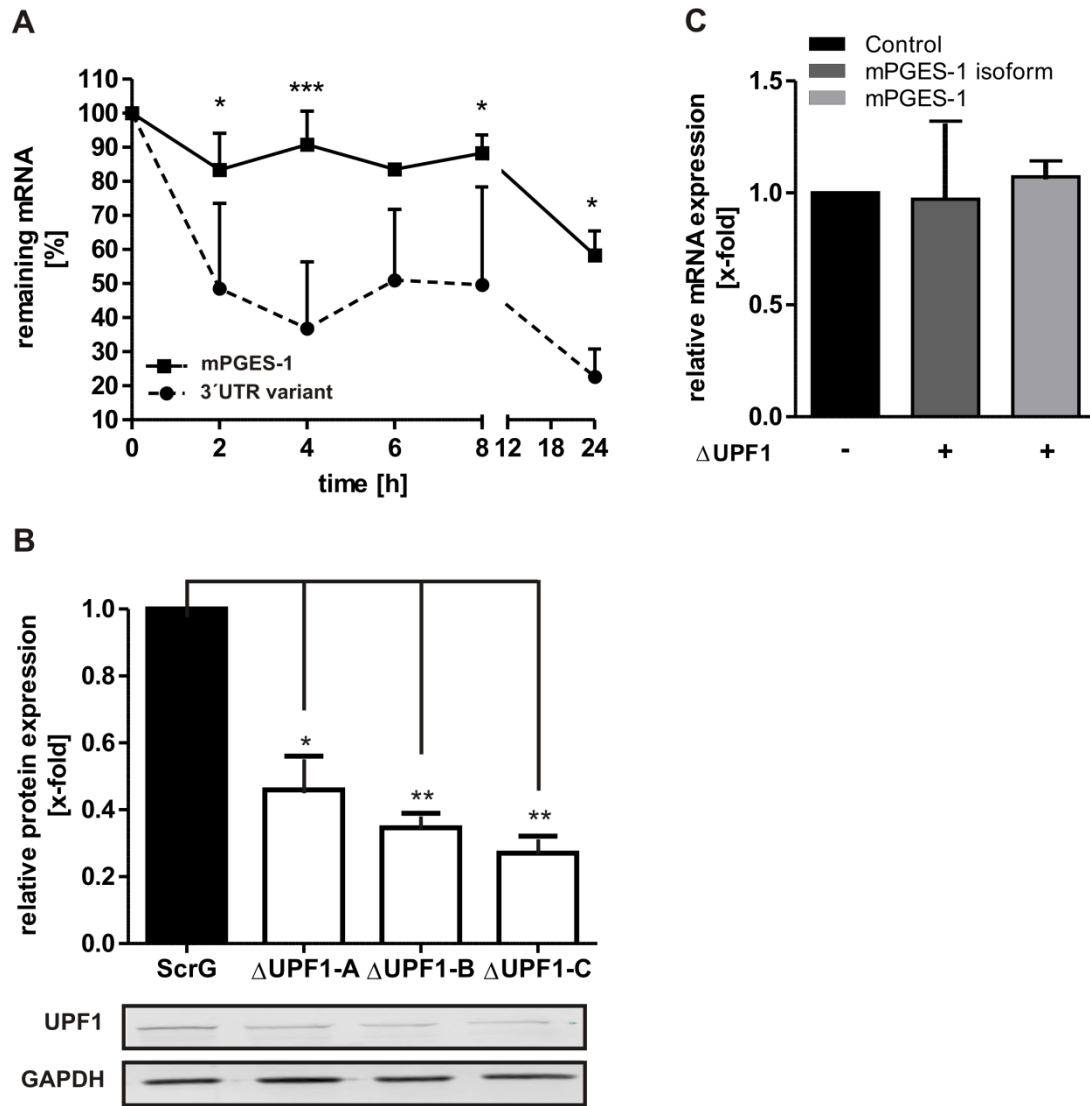 A
110
100
90
80
70
60
50
40
30
20
10
remaining mRNA
[%]
*
***
*
*
mPGES-1
3´UTR variant
0 2 4 6 8 12 18 24
time [h]
C
Control
mPGES-1 isoform
mPGES-1
1.5
1.0
0.5
0.0
relative mRNA expression
[x-fold]
ΔUPF1 - + +
B
1.0
0.8
0.6
0.4
0.2
0.0
relative protein expression
[x-fold]
*
**
**
ScrG ΔUPF1-A ΔUPF1-B ΔUPF1-C
UPF1
GAPDH